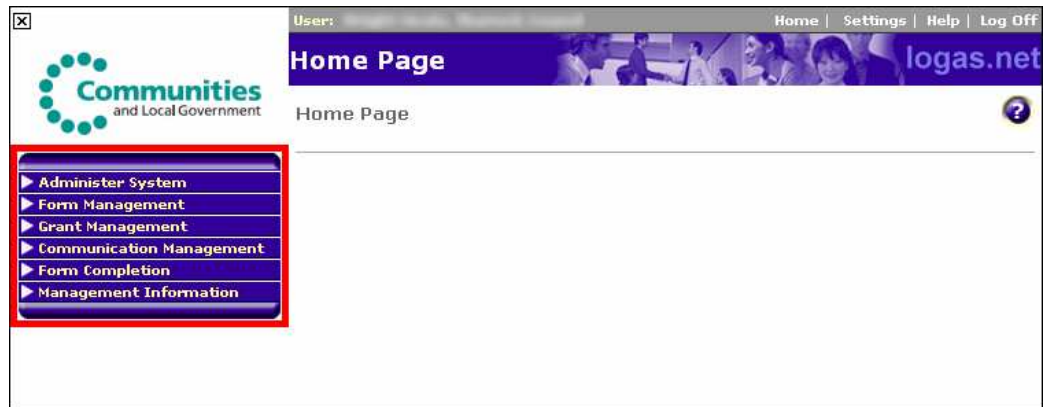 User:
Home | Settings | Help | Log Off
Home Page
logas.net
Communities
and Local Government
Home Page
?
Administer System
Form Management
Grant Management
Communication Management
Form Completion
Management Information